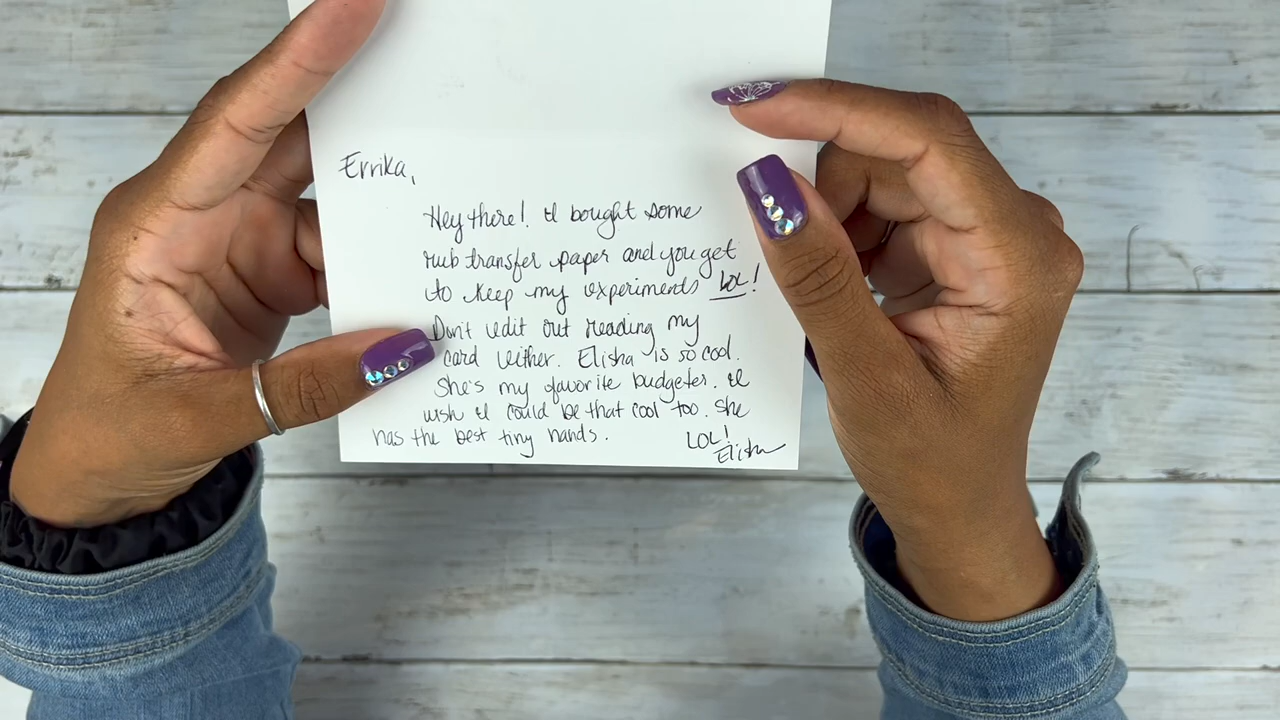 Errika,
Hey there! I bought some
rub transfer paper and you get
to keep my experiments LOL!
Don't edit out reading my
card either. Elisha is so cool.
She's my favorite budgeter. I
wish I could be that cool too. She
has the best tiny hands.
LOL!
Elisha